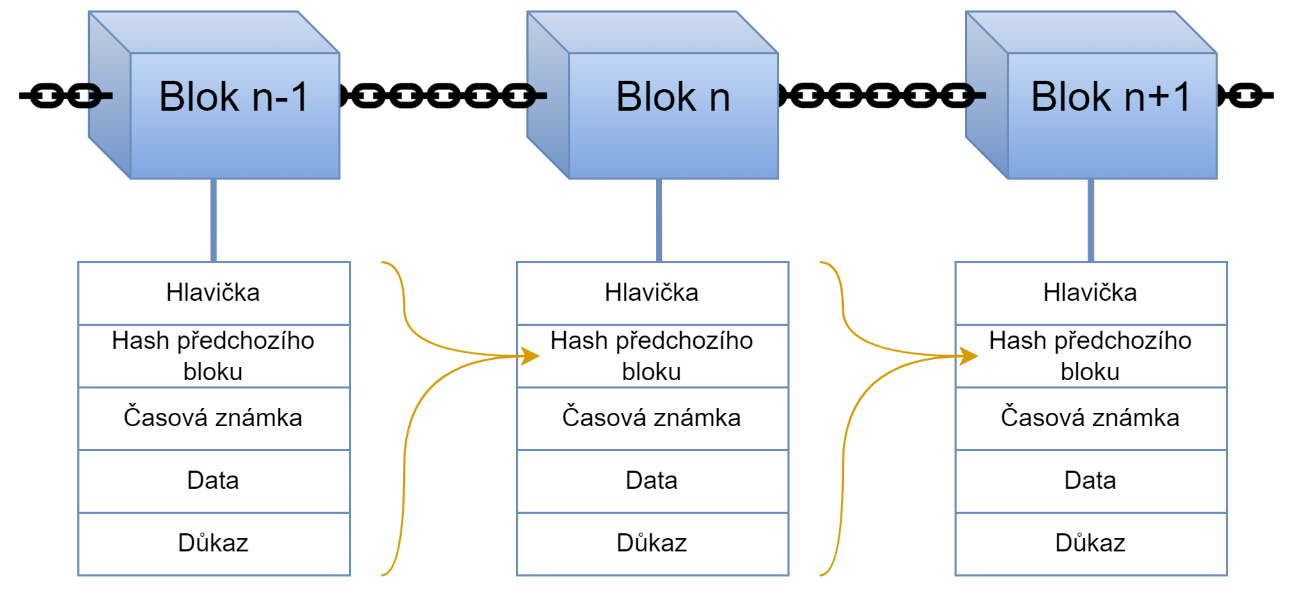 Blok n-1
Blok n
Blok n+1
Hlavička
Hash předchozího
bloku
Časová známka
Data
Důkaz
Hlavička
Hash předchozího
bloku
Časová známka
Data
Důkaz
Hlavička
Hash předchozího
bloku
Časová známka
Data
Důkaz